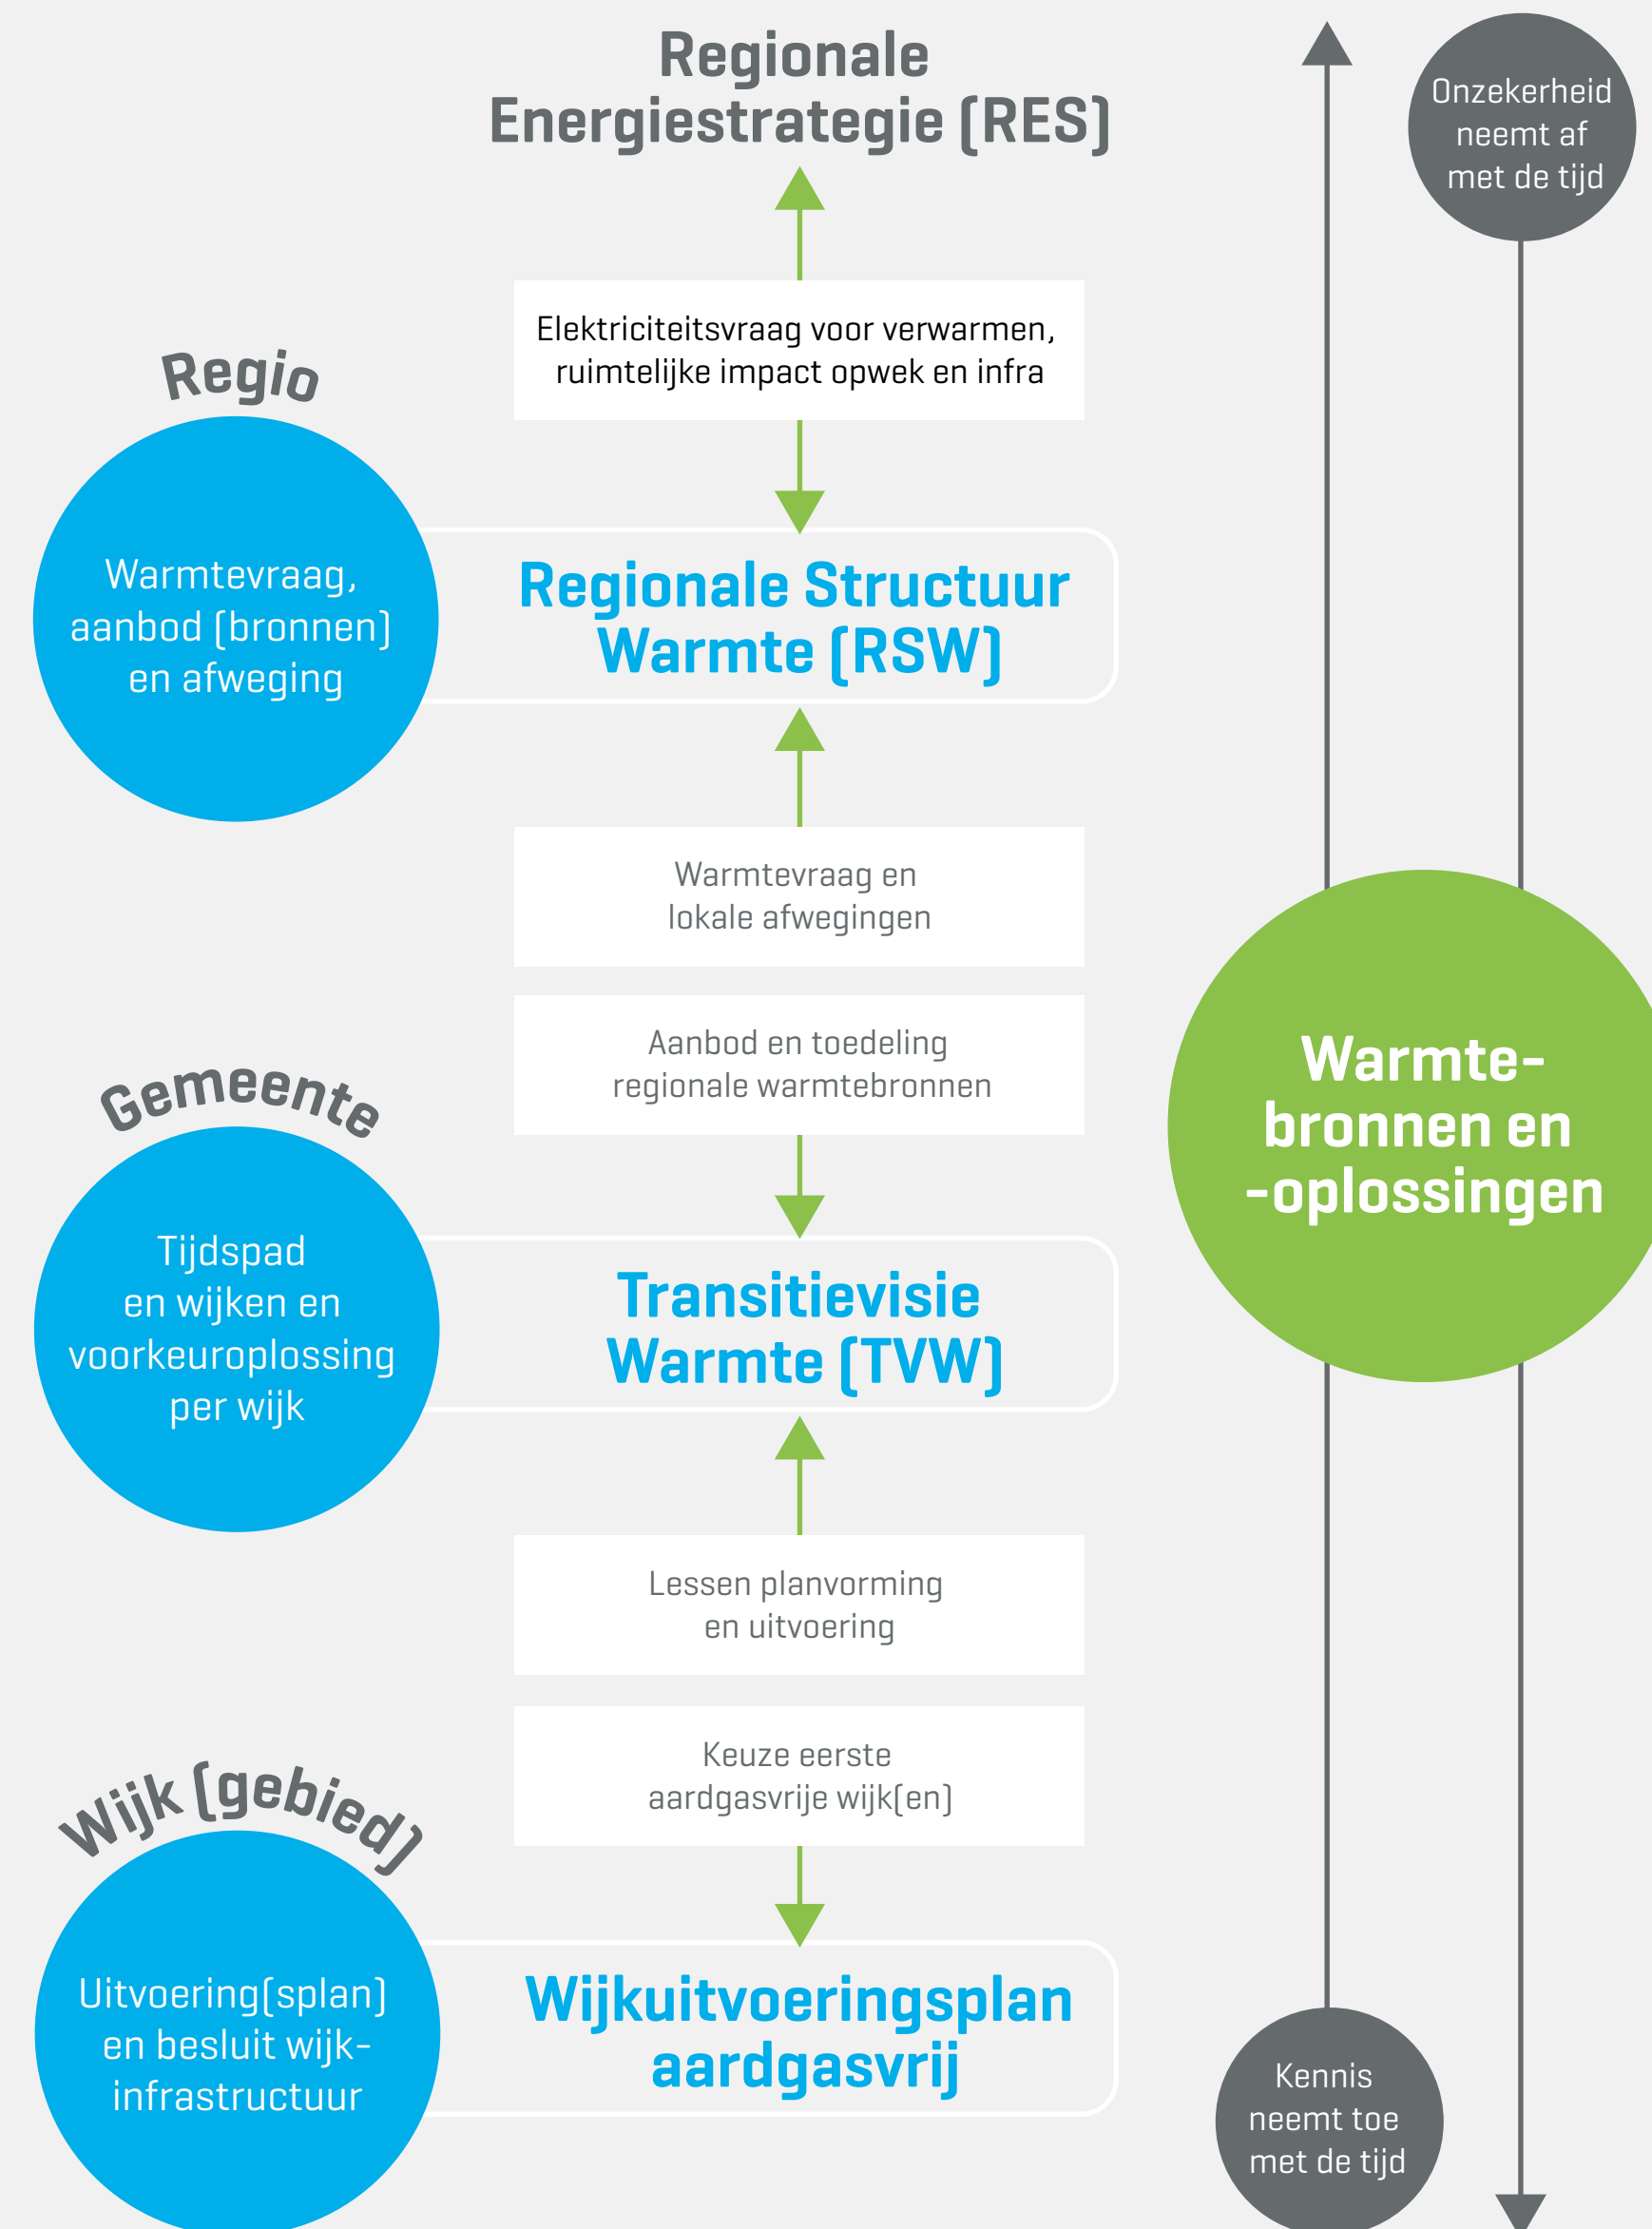 Regionale
Energiestrategie (RES)
Onzekerheid
neemt af
met de tijd
Elektriciteitsvraag voor verwarmen,
ruimtelijke impact opwek en infra
Regio
Warmtevraag,
aanbod (bronnen)
en afweging
Regionale Structuur
Warmte (RSW)
Warmtevraag en
lokale afwegingen
Aanbod en toedeling
regionale warmtebronnen
Warmte-
bronnen en
-oplossingen
Gemeente
Tijdspad
en wijken en
voorkeuroplossing
per wijk
Transitievisie
Warmte (TVW)
Lessen planvorming
en uitvoering
Keuze eerste
aardgasvrije wijk(en)
Wijk (gebied)
Uitvoering(splan)
en besluit wijk-
infrastructuur
Wijkuitvoeringsplan
aardgasvrij
Kennis
neemt toe
met de tijd